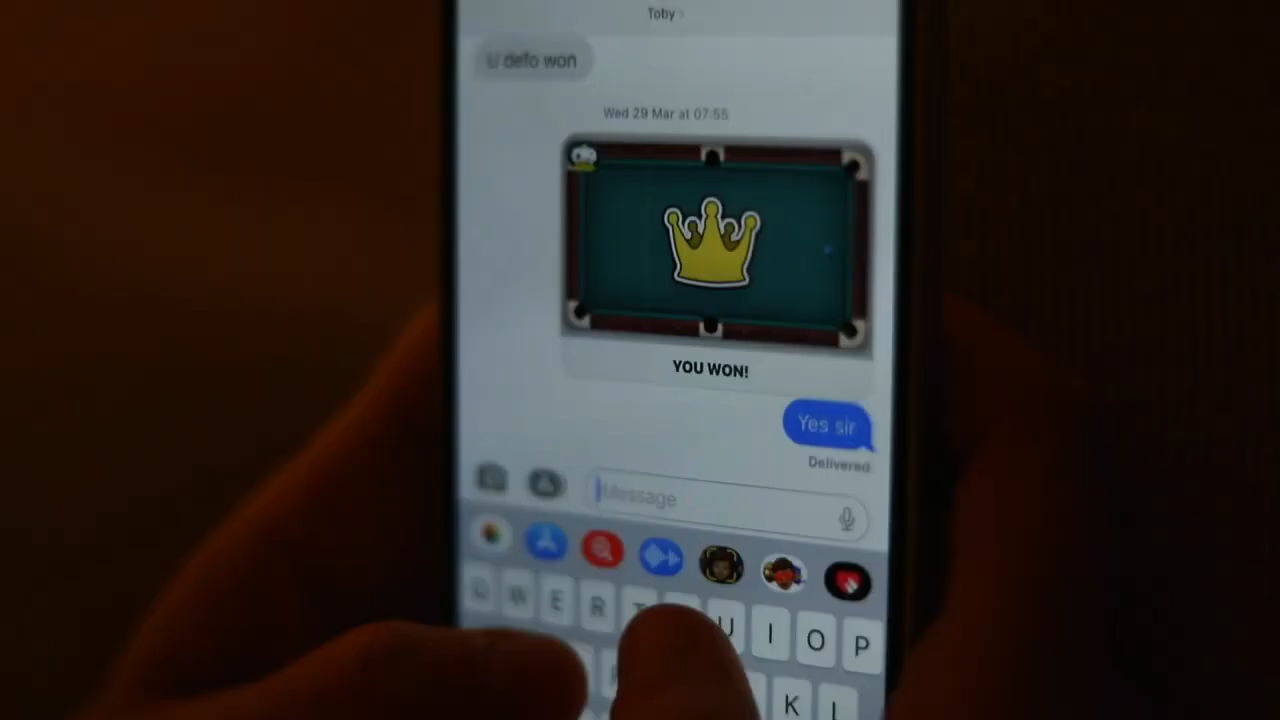 Toby
U defo won
Wed 29 Mar at 07:55
YOU WON!
Yes sir
Delivered
Message
Q W E R T U I O P
K L